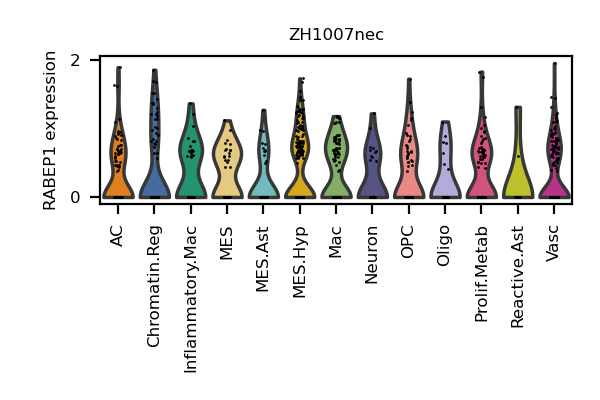 ZH1007nec
RABEP1 expression
2
0
AC
Chromatin.Reg
Inflammatory.Mac
MES
MES.Ast
MES.Hyp
Mac
Neuron
OPC
Oligo
Prolif.Metab
Reactive.Ast
Vasc